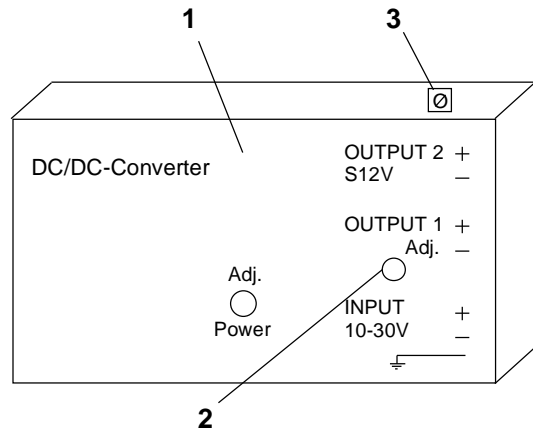 1 3
DC/DC-Converter
OUTPUT 2 +
S12V −
OUTPUT 1 +
Adj. −
Adj.
Power
INPUT +
10-30V −
2